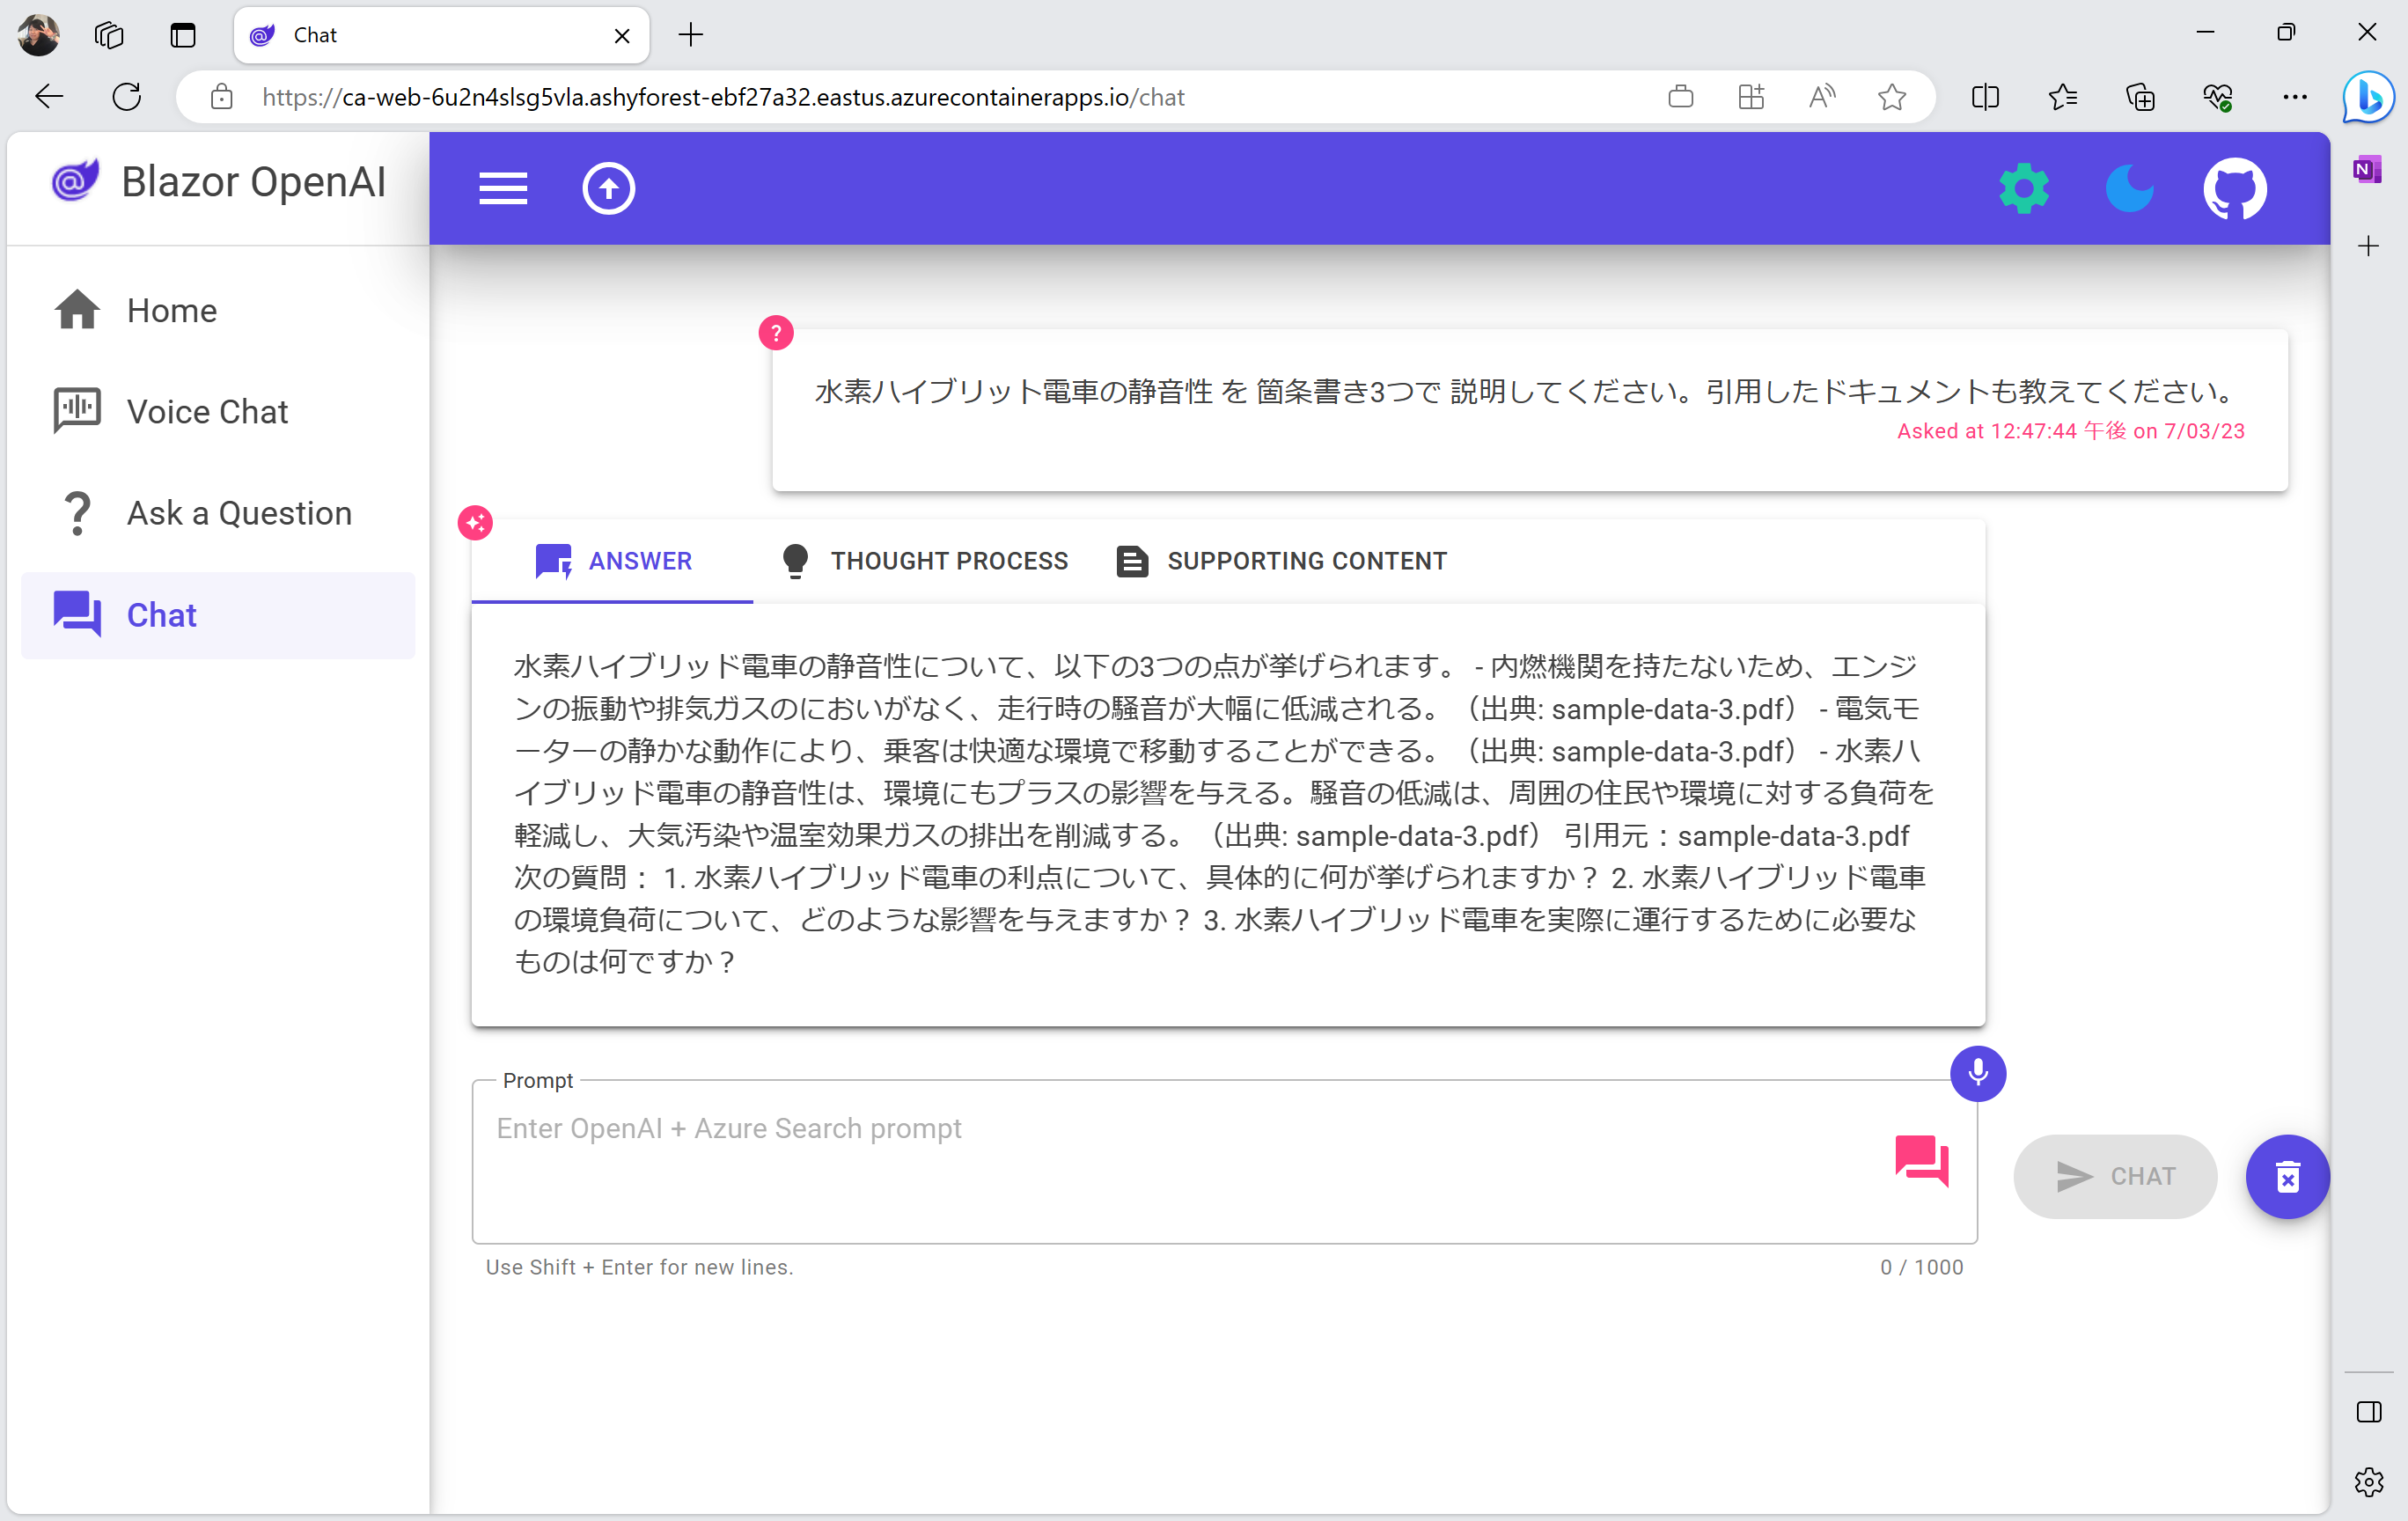 Chat
https://ca-web-6u2n4slsg5vla.ashyforest-ebf27a32.eastus.azurecontainerapps.io/chat
Blazor OpenAI
Home
Voice Chat
Ask a Question
Chat
水素ハイブリット電車の静音性 を 箇条書き3つで 説明してください。引用したドキュメントも教えてください。
Asked at 12:47:44 午後 on 7/03/23
ANSWER
THOUGHT PROCESS
SUPPORTING CONTENT
水素ハイブリッド電車の静音性について、以下の3つの点が挙げられます。 - 内燃機関を持たないため、エンジ
ンの振動や排気ガスのにおいがなく、走行時の騒音が大幅に低減される。（出典: sample-data-3.pdf） - 電気モ
ーターの静かな動作により、乗客は快適な環境で移動することができる。（出典: sample-data-3.pdf） - 水素ハ
イブリッド電車の静音性は、環境にもプラスの影響を与える。騒音の低減は、周囲の住民や環境に対する負荷を
軽減し、大気汚染や温室効果ガスの排出を削減する。（出典: sample-data-3.pdf） 引用元：sample-data-3.pdf
次の質問： 1. 水素ハイブリッド電車の利点について、具体的に何が挙げられますか？ 2. 水素ハイブリッド電車
の環境負荷について、どのような影響を与えますか？ 3. 水素ハイブリッド電車を実際に運行するために必要な
ものは何ですか？
Prompt
Enter OpenAI + Azure Search prompt
CHAT
Use Shift + Enter for new lines.
0 / 1000